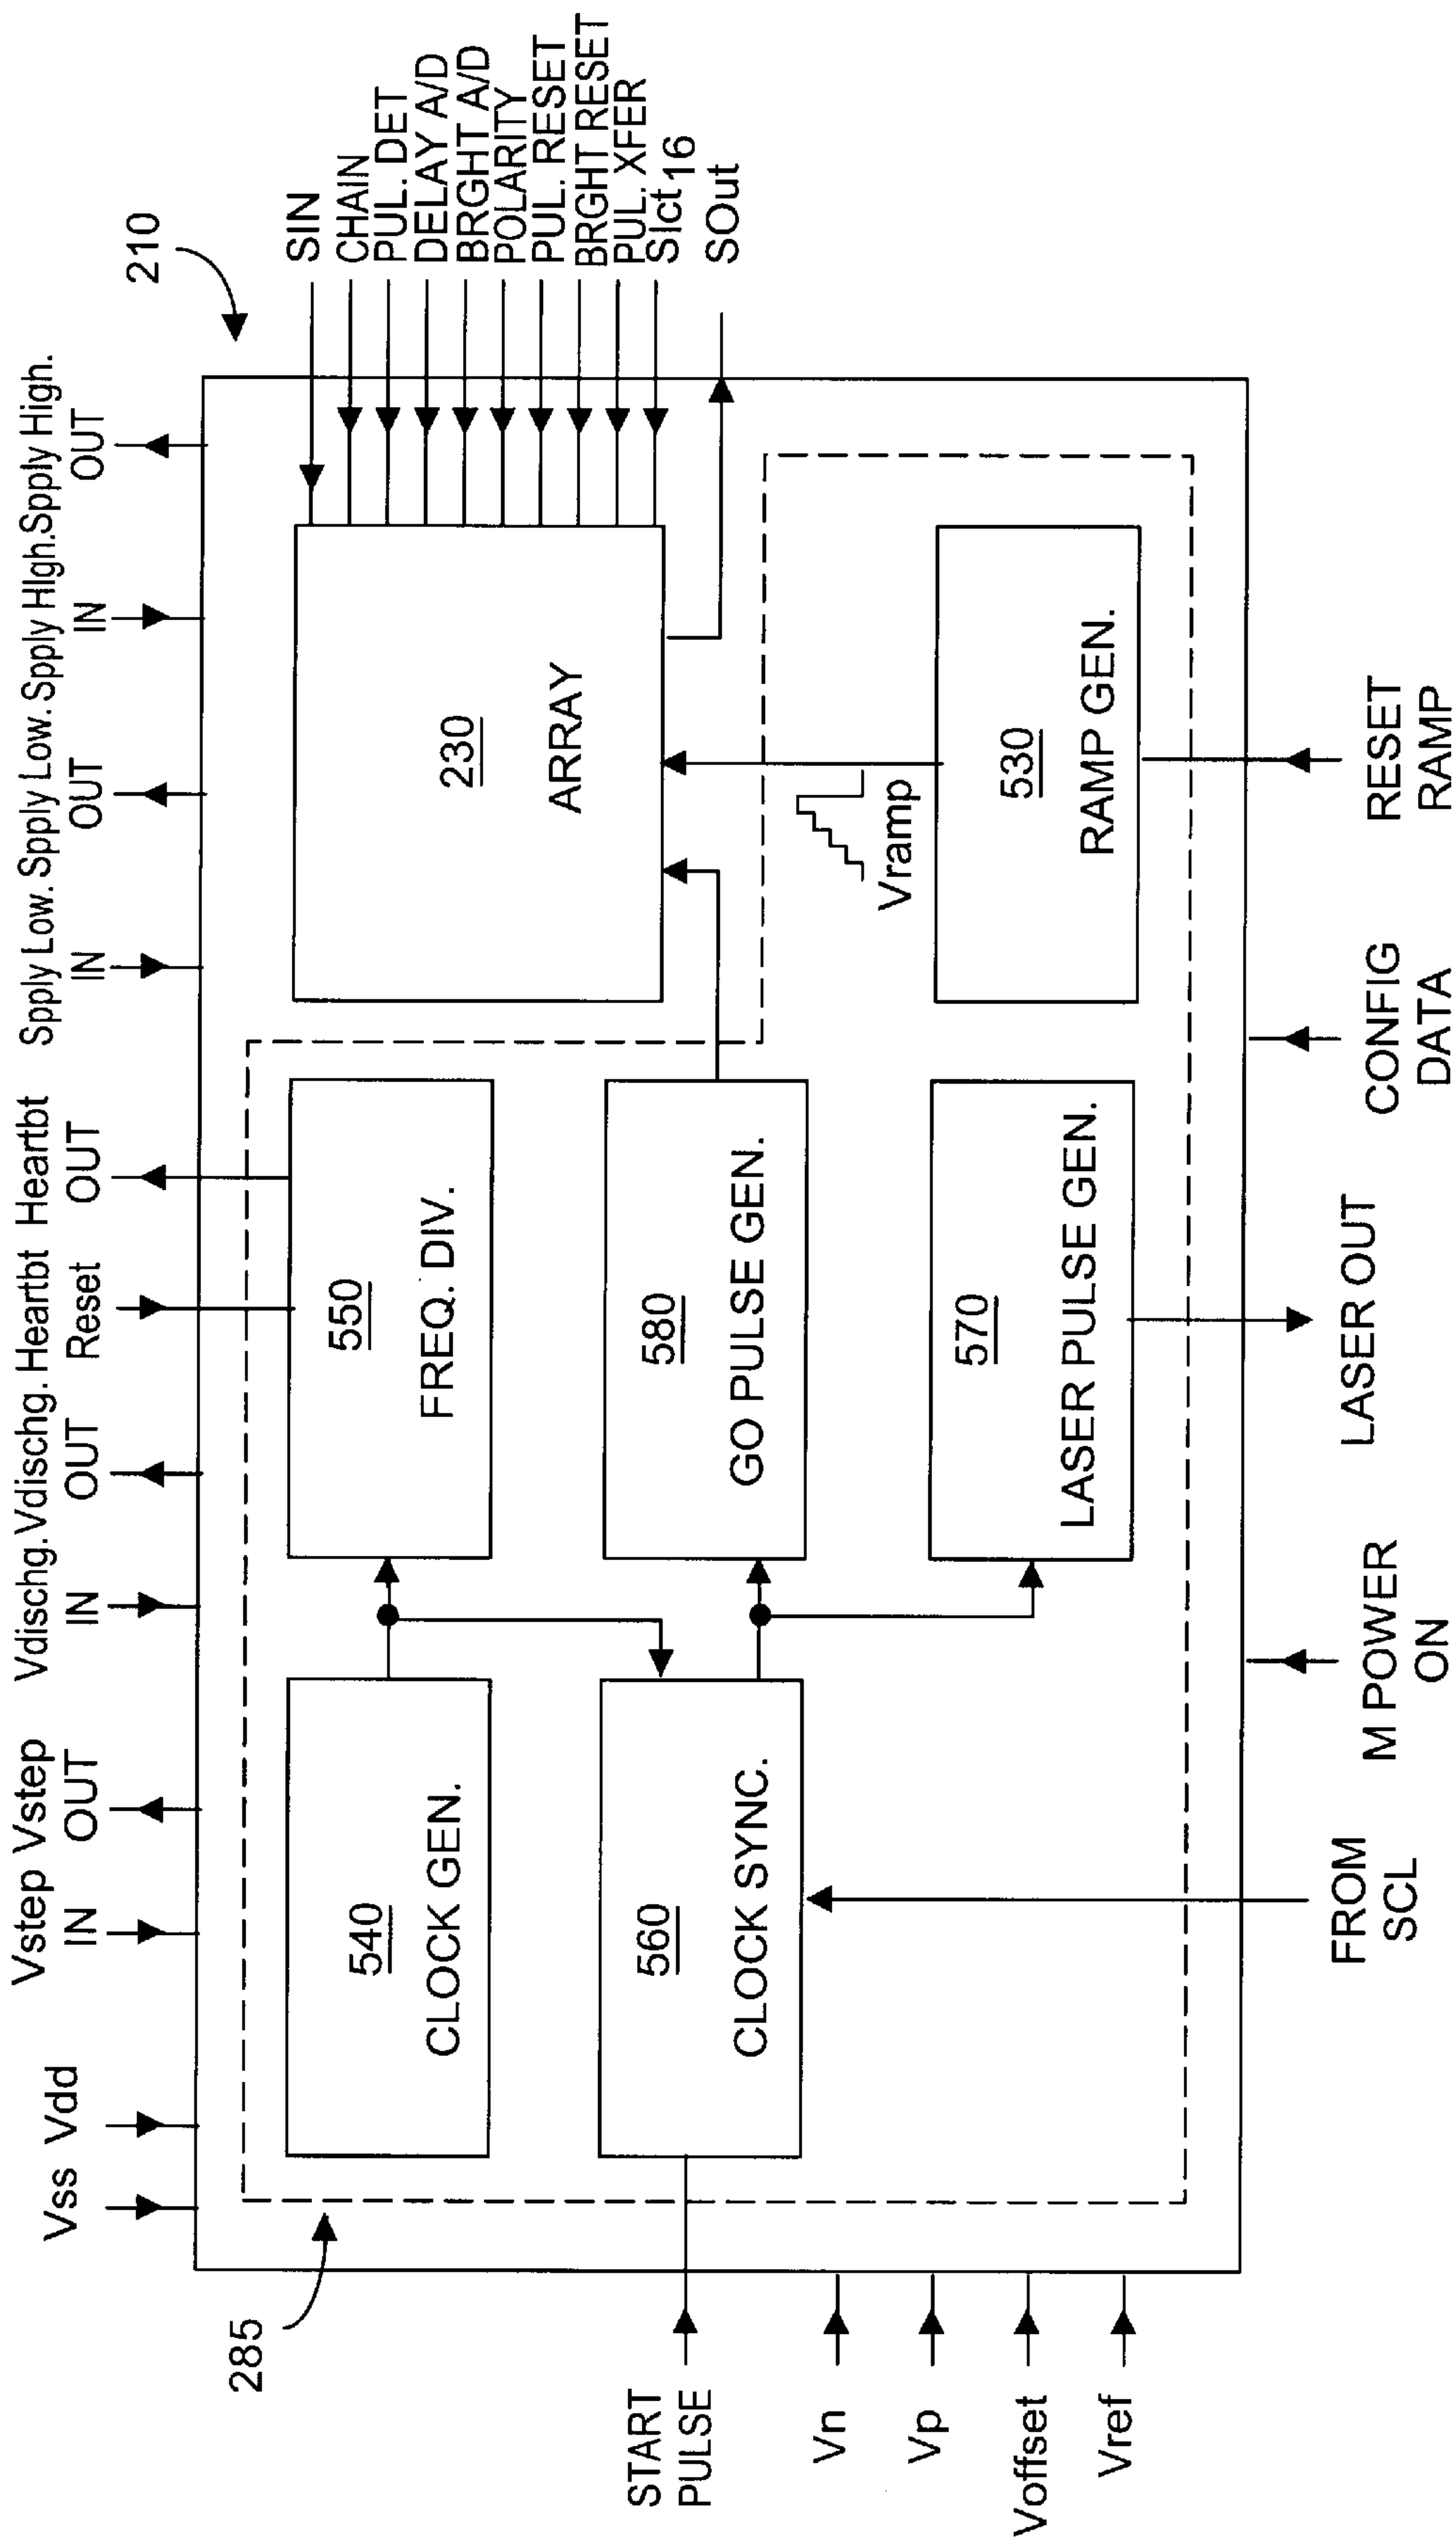 210
285
Vss
Vdd
Vstep
IN
Vstep
OUT
Vdischg.
IN
Vdischg.
OUT
Heartbt
Reset
Heartbt
OUT
Spply Low.
IN
Spply Low.
OUT
Spply HIgh.
IN
Spply High.
OUT
SIN
CHAIN
PUL. DET
DELAY A/D
BRGHT A/D
POLARITY
PUL. RESET
BRGHT RESET
PUL. XFER
Slct16
SOut
540
CLOCK GEN.
550
FREQ. DIV.
230
ARRAY
560
CLOCK SYNC.
580
GO PULSE GEN.
570
LASER PULSE GEN.
Vramp
530
RAMP GEN.
START
PULSE
Vn
Vp
Voffset
Vref
FROM
SCL
M POWER
ON
LASER OUT
CONFIG
DATA
RESET
RAMP